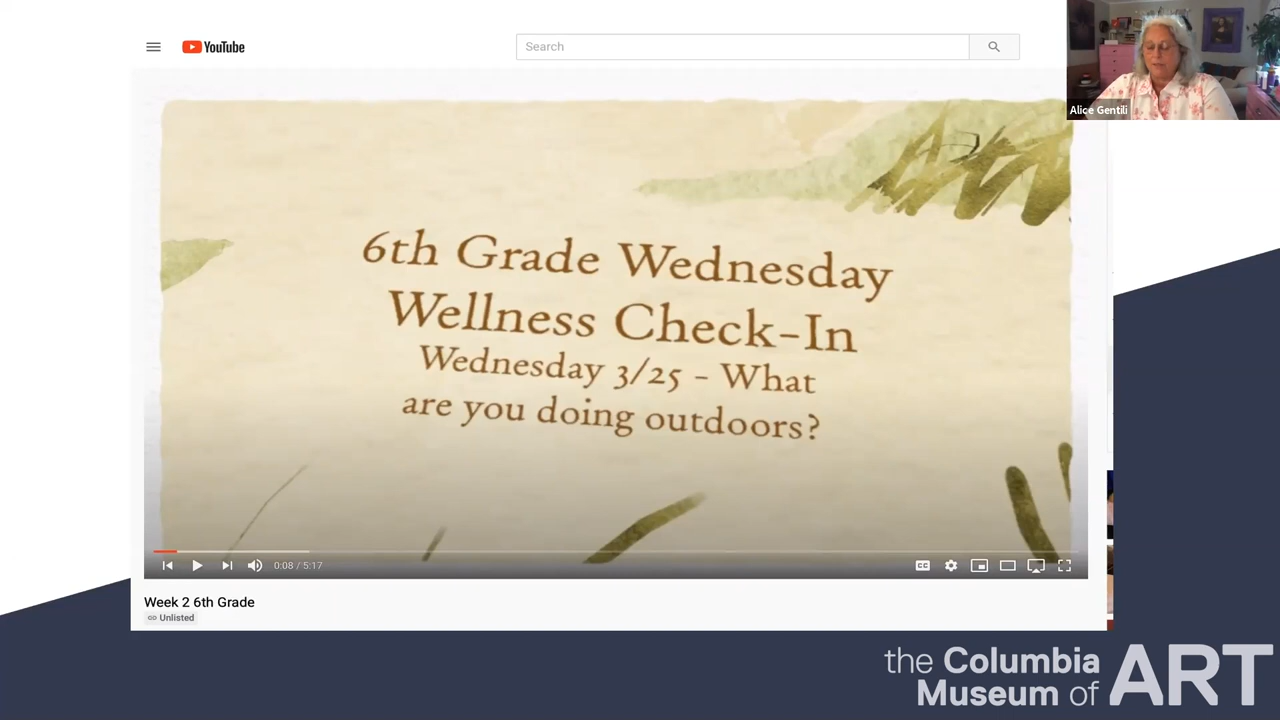 YouTube
Search
Alice Gentili
6th Grade Wednesday
Wellness Check-In
Wednesday 3/25 - What
are you doing outdoors?
0:08 / 5:17
CC
Week 2 6th Grade
Unlisted
the Columbia
Museum of ART